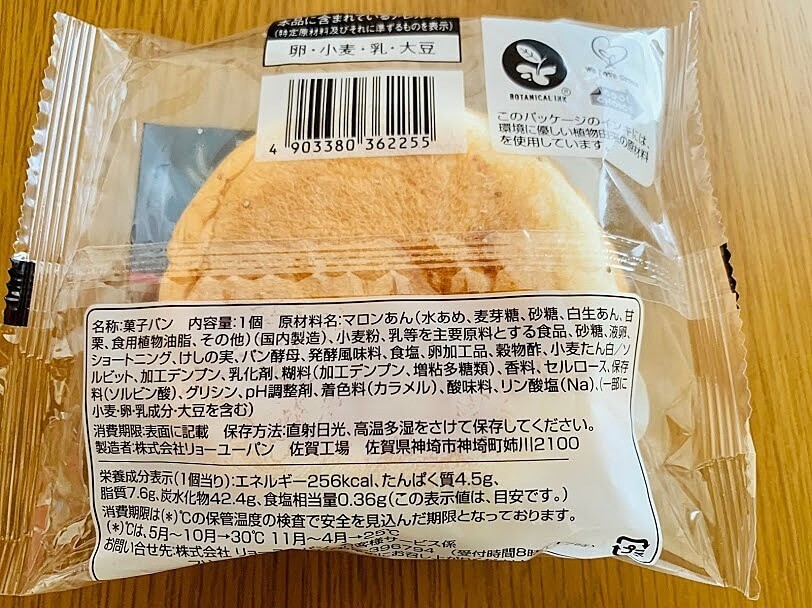 本品に含まれているアレル
(特定原材料及びそれに準ずるものを表示)
卵・小麦・乳・大豆
4 903380 362255
BOTANICAL INK ®
このパッケージのインキには、
環境に優しい植物由来の原材料
を使用しています
名称:菓子パン 内容量:1個 原材料名:マロンあん(水あめ、麦芽糖、砂糖、白生あん、甘
栗、食用植物油脂、その他)(国内製造)、小麦粉、乳等を主要原料とする食品、砂糖、液卵、
ショートニング、けしの実、パン酵母、発酵風味料、食塩、卵加工品、穀物酢、小麦たん白/ソ
ルビット、加工デンプン、乳化剤、糊料(加工デンプン、増粘多糖類)、香料、セルロース、保存
料(ソルビン酸)、グリシン、pH調整剤、着色料(カラメル)、酸味料、リン酸塩(Na)、(一部に
小麦・卵・乳成分・大豆を含む)
消費期限:表面に記載 保存方法:直射日光、高温多湿をさけて保存してください。
製造者:株式会社リョーユーパン 佐賀工場 佐賀県神埼市神埼町姉川2100
栄養成分表示(1個当り):エネルギー256kcal、たんぱく質4.5g、
脂質7.6g、炭水化物42.4g、食塩相当量0.36g(この表示値は、目安です。)
消費期限は(*)℃の保管温度の検査で安全を見込んだ期限となっております。
(*)℃は、5月~10月→30℃ 11月~4月→25℃
お問い合せ先:株式会社 リョーユー お客様サービス係
(受付時間8時
プラ